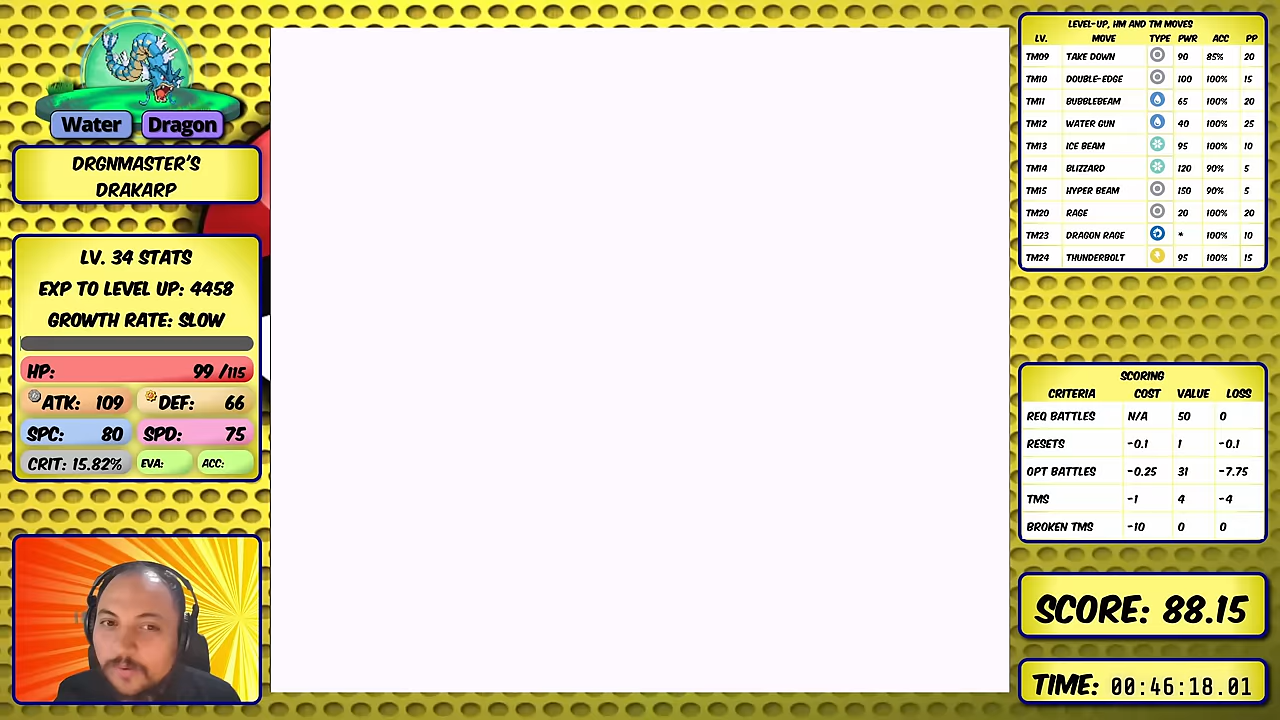 Water Dragon
DRGNMASTER'S
DRAKARP
LV. 34 STATS
EXP TO LEVEL UP: 4458
GROWTH RATE: SLOW
HP: 99 /115
ATK: 109 DEF: 66
SPC: 80 SPD: 75
CRIT: 15.82% EVA: ACC:
LEVEL-UP, HM AND TM MOVES
LV. MOVE TYPE PWR ACC PP
TM09 TAKE DOWN 90 85% 20
TM10 DOUBLE-EDGE 100 100% 15
TM11 BUBBLEBEAM 65 100% 20
TM12 WATER GUN 40 100% 25
TM13 ICE BEAM 95 100% 10
TM14 BLIZZARD 120 90% 5
TM15 HYPER BEAM 150 90% 5
TM20 RAGE 20 100% 20
TM23 DRAGON RAGE * 100% 10
TM24 THUNDERBOLT 95 100% 15
SCORING
CRITERIA COST VALUE LOSS
REQ BATTLES N/A 50 0
RESETS -0.1 1 -0.1
OPT BATTLES -0.25 31 -7.75
TMS -1 4 -4
BROKEN TMS -10 0 0
SCORE: 88.15
TIME: 00:46:18.01